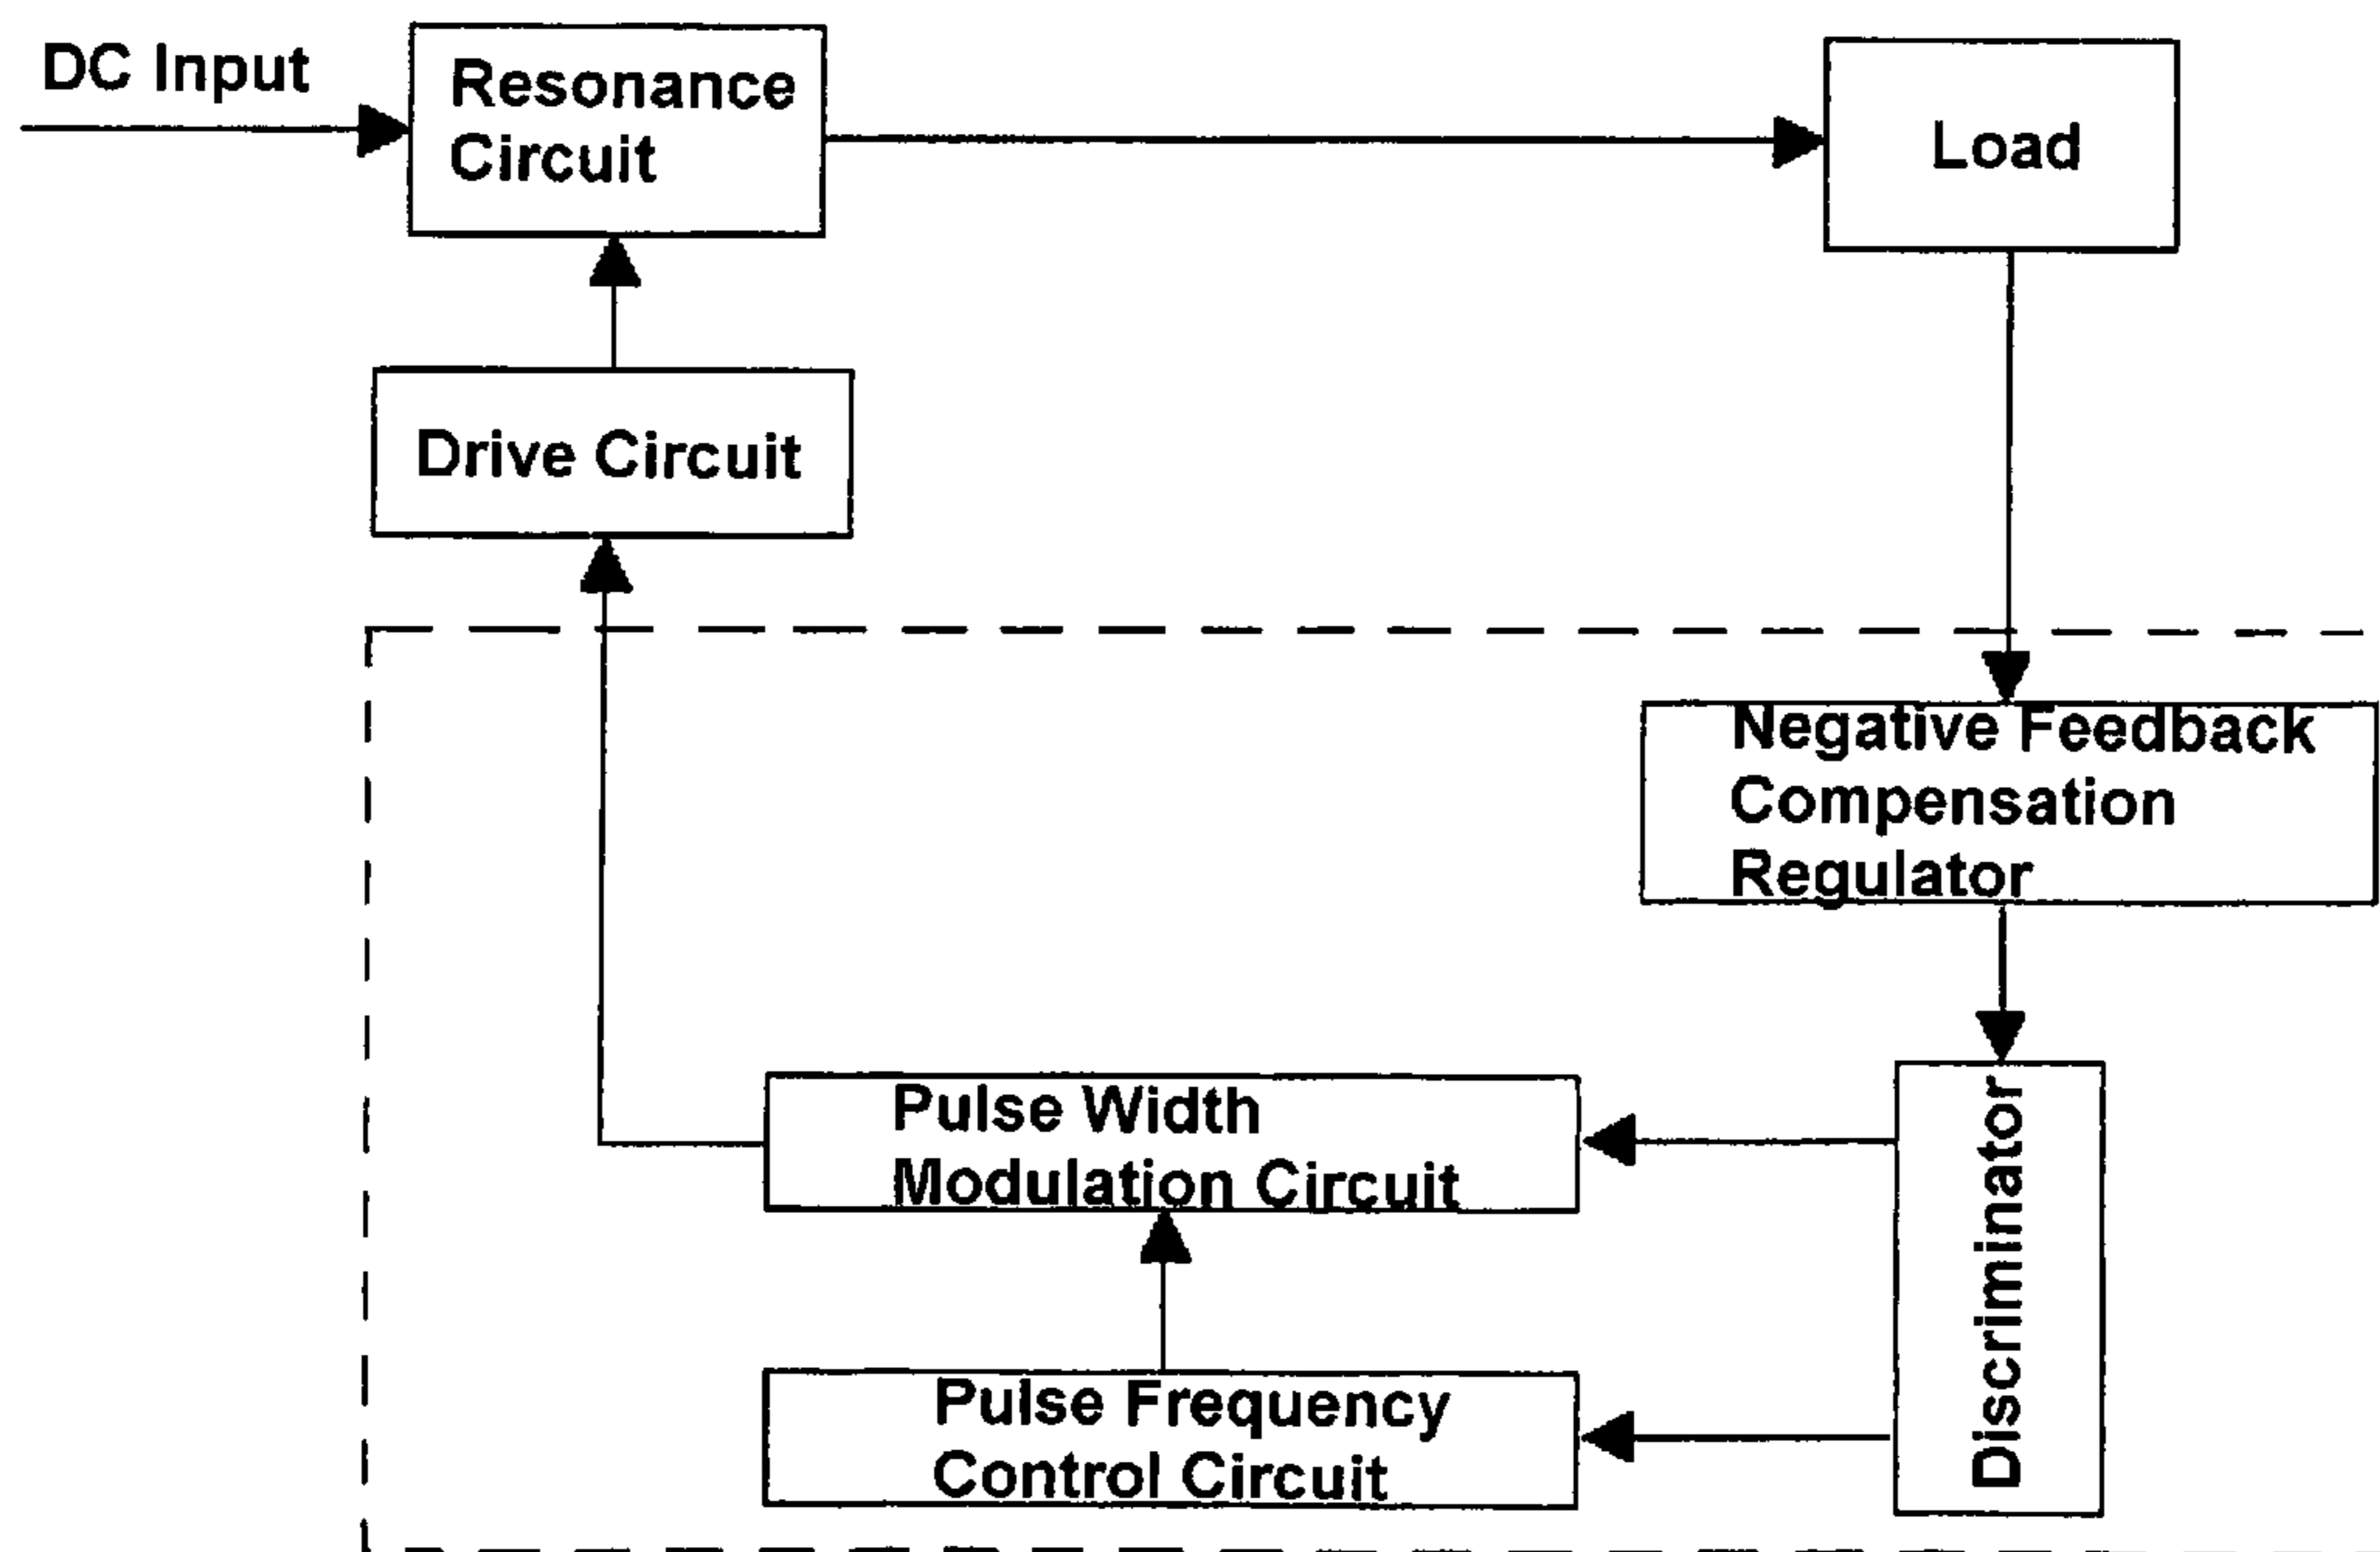 DC Input
Resonance
Circuit
Load
Drive Circuit
Negative Feedback
Compensation
Regulator
Pulse Width
Modulation Circuit
Discriminator
Pulse Frequency
Control Circuit